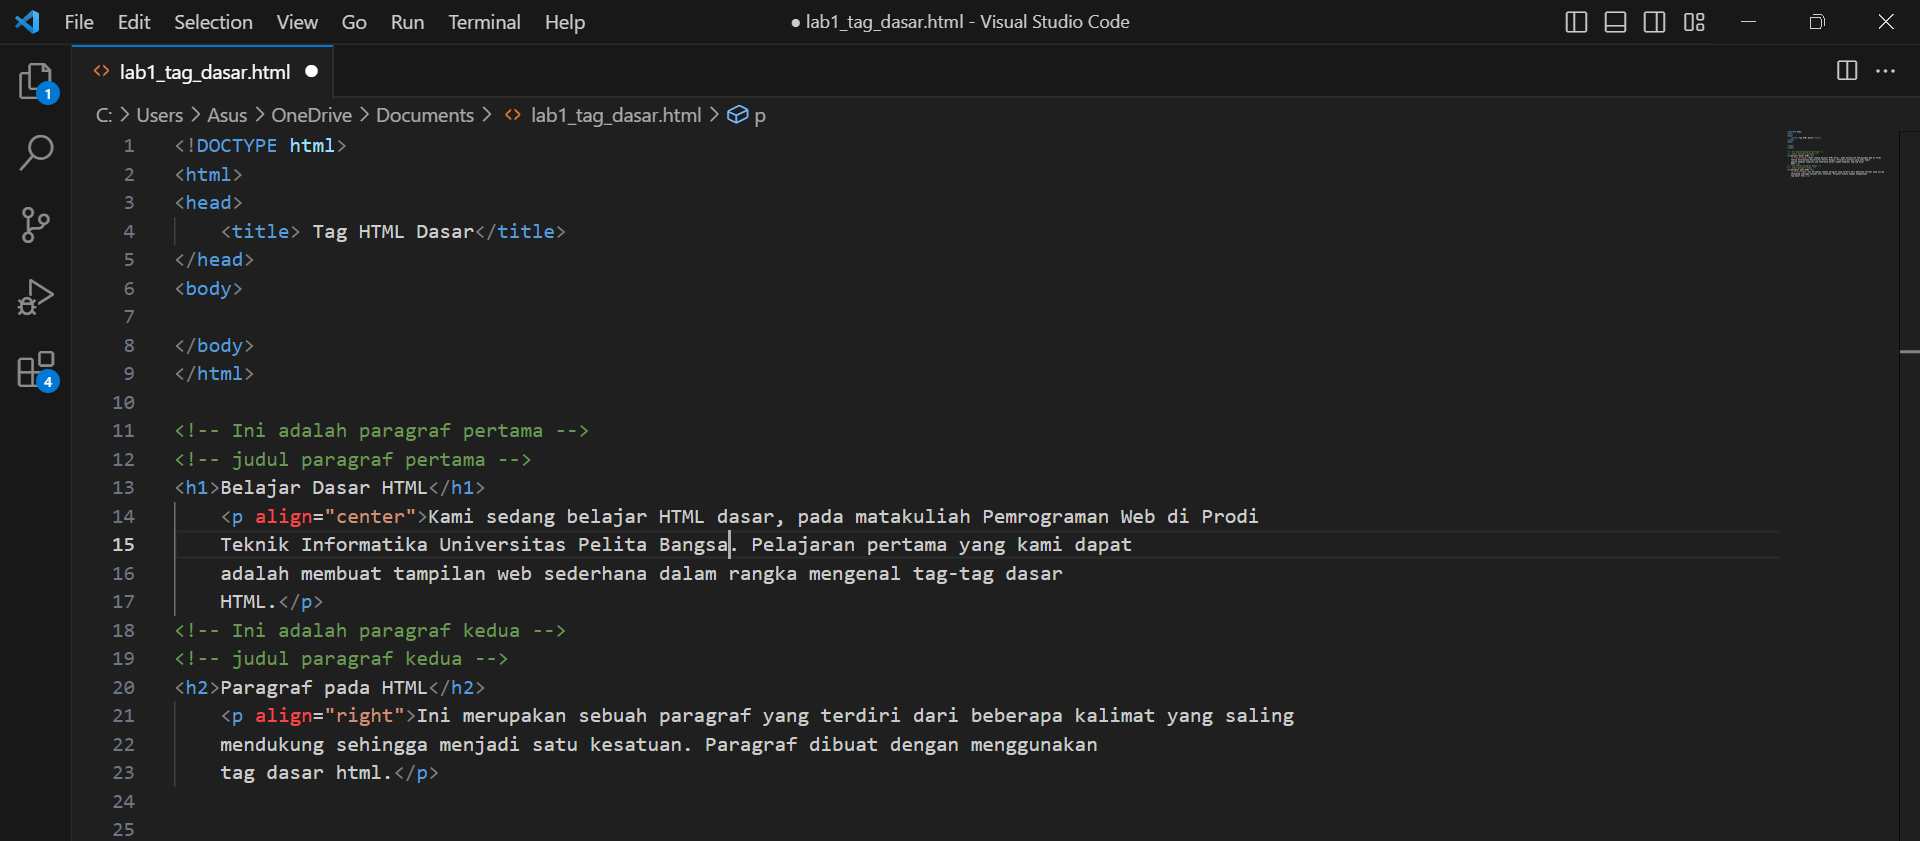 File Edit Selection View Go Run Terminal Help ● lab1_tag_dasar.html - Visual Studio Code
<> lab1_tag_dasar.html ●
C: > Users > Asus > OneDrive > Documents > <> lab1_tag_dasar.html > p
1
4
1 <!DOCTYPE html>
2 <html>
3 <head>
4     <title> Tag HTML Dasar</title>
5 </head>
6 <body>
7
8 </body>
9 </html>
10
11 <!-- Ini adalah paragraf pertama -->
12 <!-- judul paragraf pertama -->
13 <h1>Belajar Dasar HTML</h1>
14     <p align="center">Kami sedang belajar HTML dasar, pada matakuliah Pemrograman Web di Prodi
15     Teknik Informatika Universitas Pelita Bangsa. Pelajaran pertama yang kami dapat
16     adalah membuat tampilan web sederhana dalam rangka mengenal tag-tag dasar
17     HTML.</p>
18 <!-- Ini adalah paragraf kedua -->
19 <!-- judul paragraf kedua -->
20 <h2>Paragraf pada HTML</h2>
21     <p align="right">Ini merupakan sebuah paragraf yang terdiri dari beberapa kalimat yang saling
22     mendukung sehingga menjadi satu kesatuan. Paragraf dibuat dengan menggunakan
23     tag dasar html.</p>
24
25